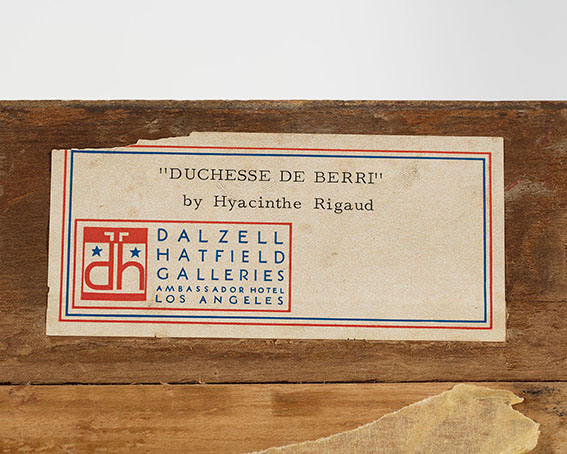 "DUCHESSE DE BERRI"
by Hyacinthe Rigaud
dh
DALZELL
HATFIELD
GALLERIES
AMBASSADOR HOTEL
LOS ANGELES